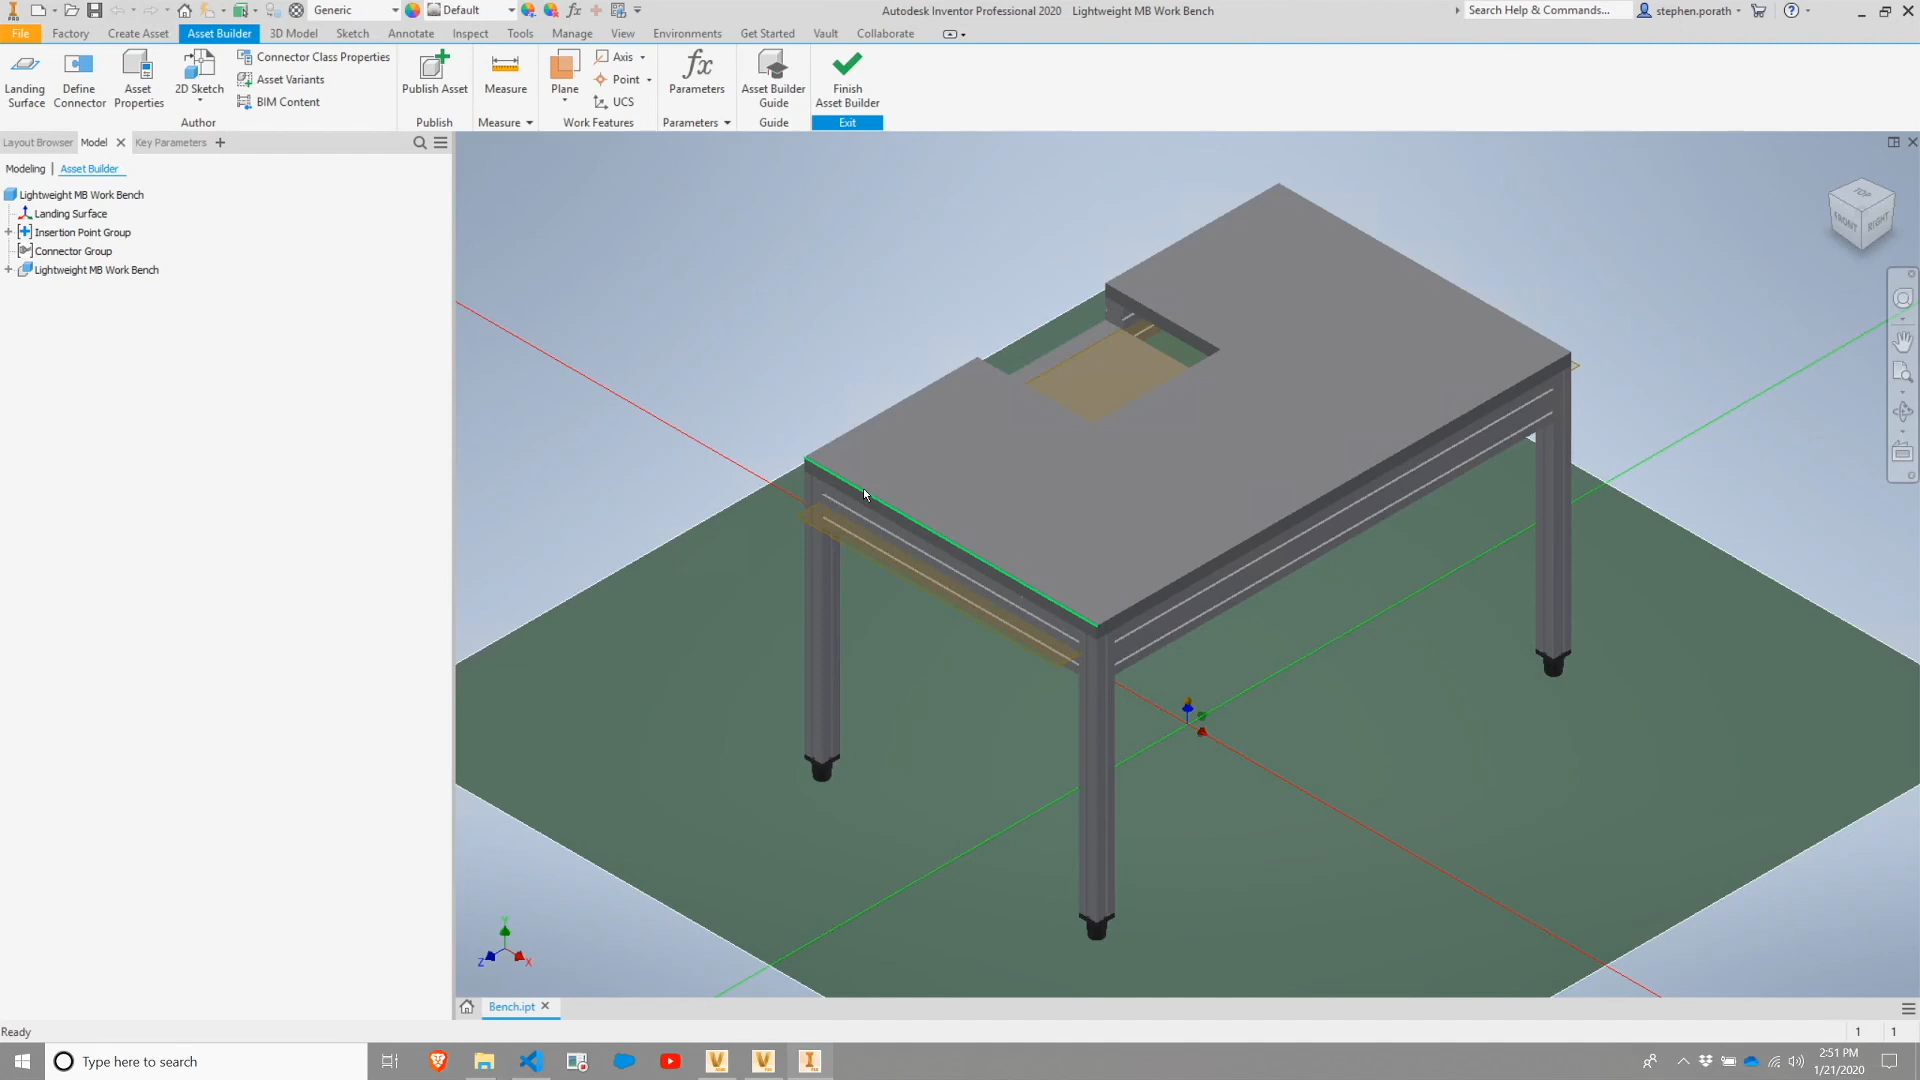 Generic
Default
Autodesk Inventor Professional 2020 Lightweight MB Work Bench
Search Help & Commands...
stephen.porath
File Factory Create Asset Asset Builder 3D Model Sketch Annotate Inspect Tools Manage View Environments Get Started Vault Collaborate
Landing Surface
Define Connector
Asset Properties
2D Sketch
Connector Class Properties
Asset Variants
BIM Content
Author
Publish Asset
Publish
Measure
Measure
Plane
Axis
Point
UCS
Work Features
fx
Parameters
Parameters
Asset Builder Guide
Guide
Finish Asset Builder
Exit
Layout Browser Model Key Parameters
Modeling | Asset Builder
Lightweight MB Work Bench
Landing Surface
Insertion Point Group
Connector Group
Lightweight MB Work Bench
TOP
FRONT RIGHT
Y
Z X
Bench.ipt
Ready
1 1
Type here to search
2:51 PM
1/21/2020